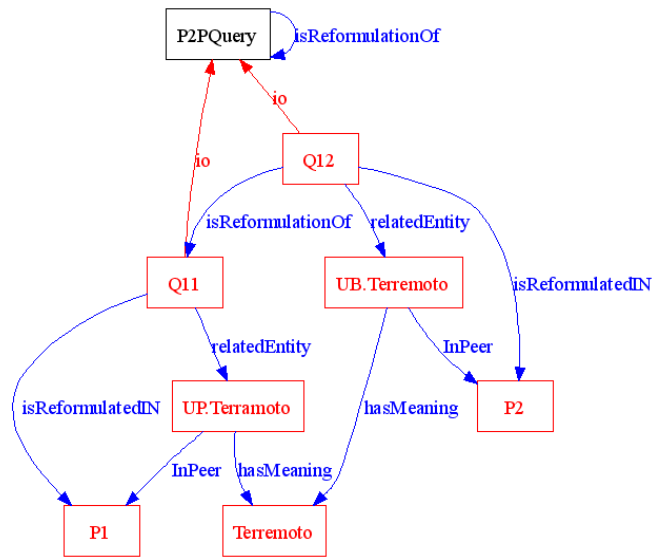 P2PQuery
isReformulationOf
io
io
Q12
isReformulationOf
relatedEntity
Q11
UB.Terremoto
isReformulatedIN
relatedEntity
InPeer
isReformulatedIN
UP.Terramoto
hasMeaning
P2
InPeer
hasMeaning
P1
Terremoto